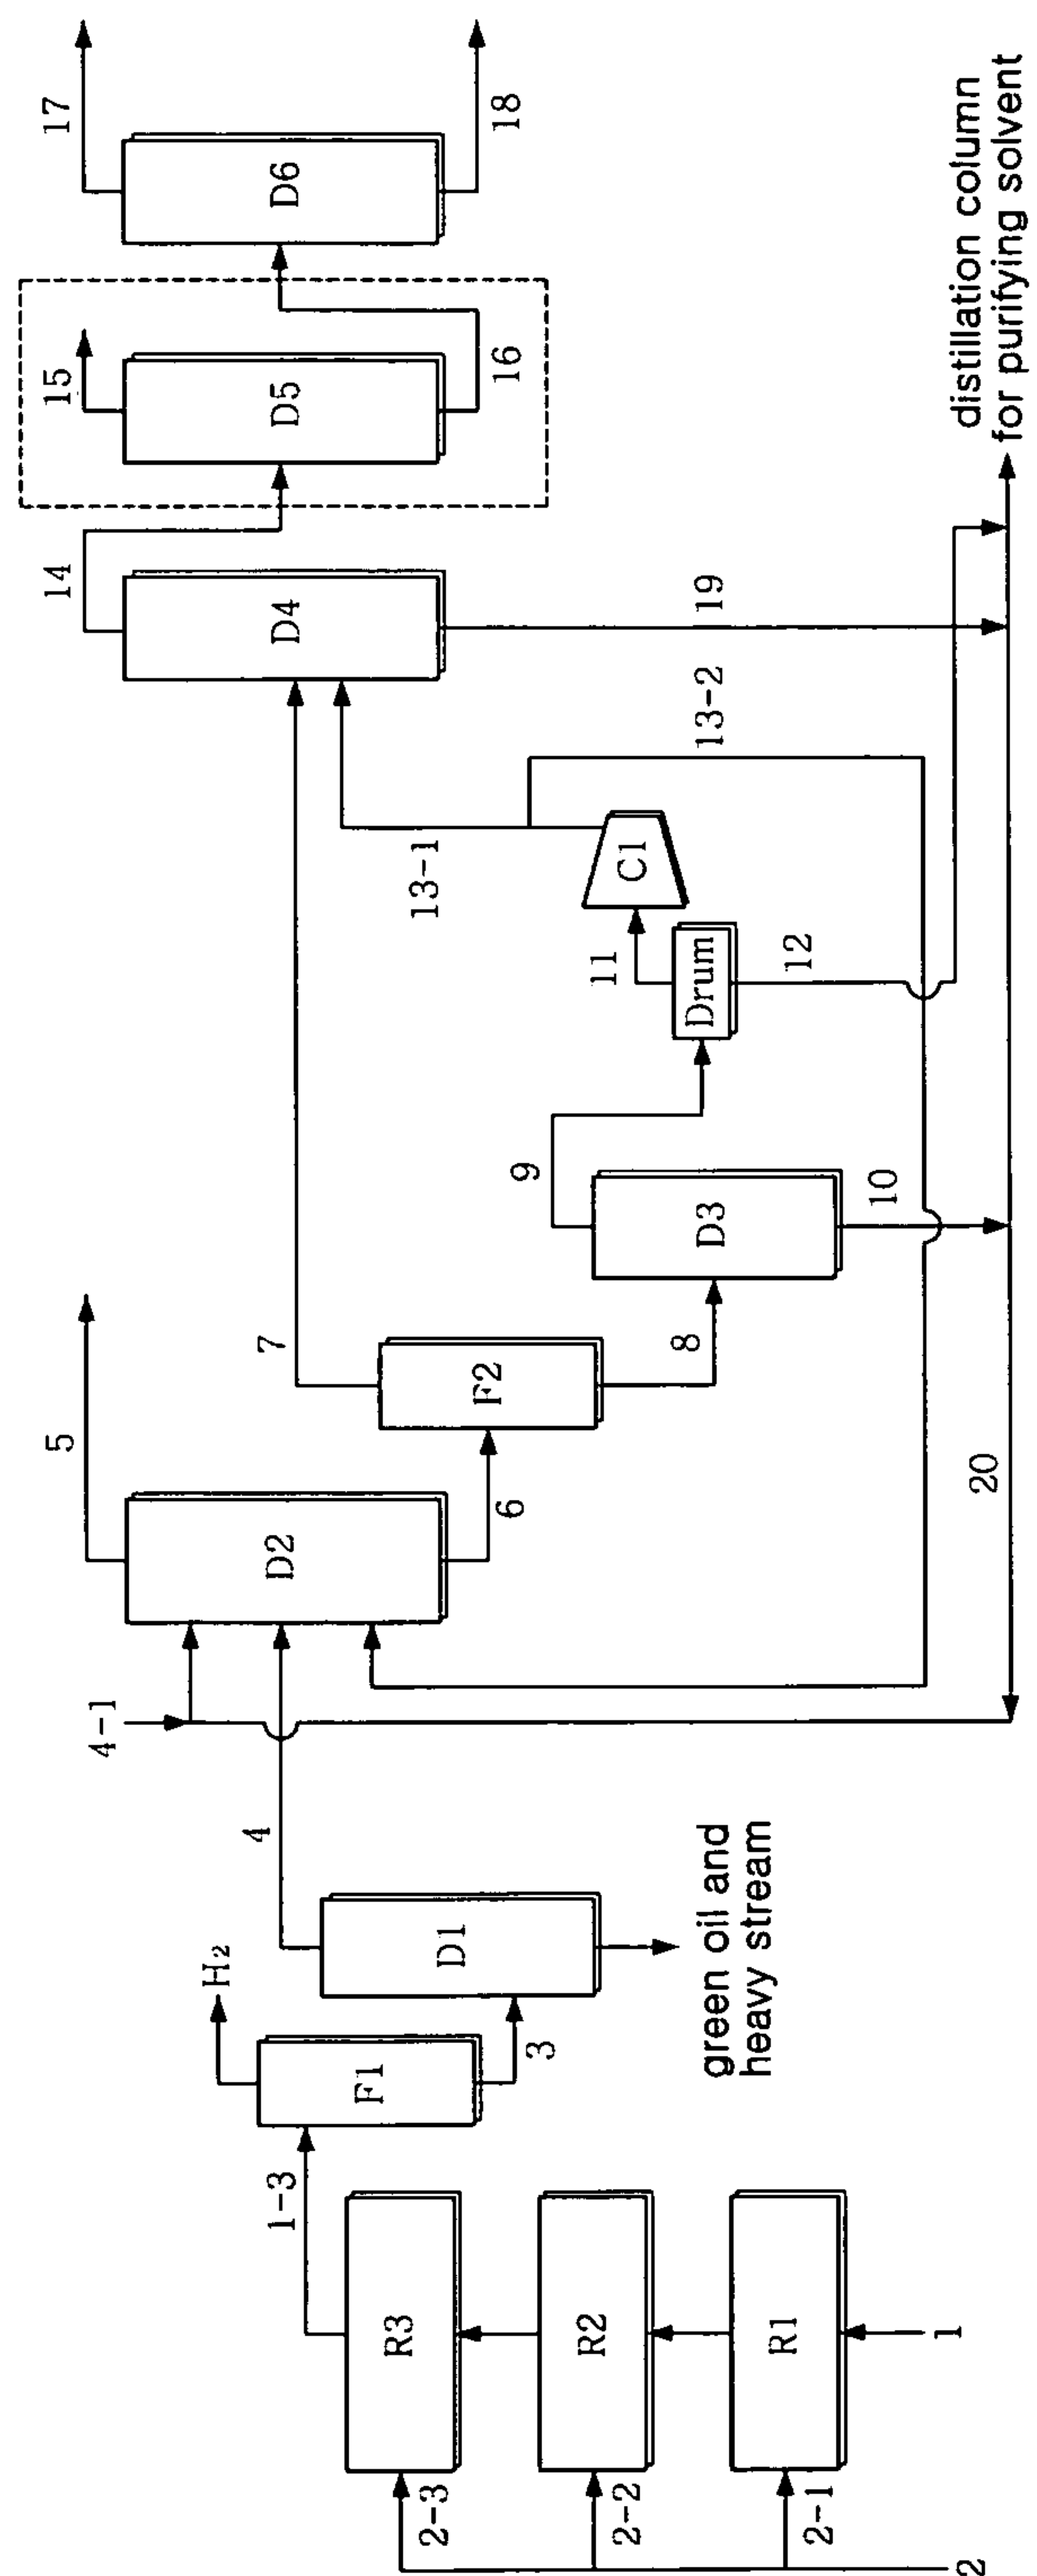 2
2-1
2-2
2-3
1
R1
R2
R3
1-3
F1
H₂
3
D1
green oil and
heavy stream
4
4-1
D2
5
6
F2
7
8
D3
9
10
20
Drum
11
12
C1
13-1
13-2
D4
14
19
D5
15
16
D6
17
18
distillation column
for purifying solvent